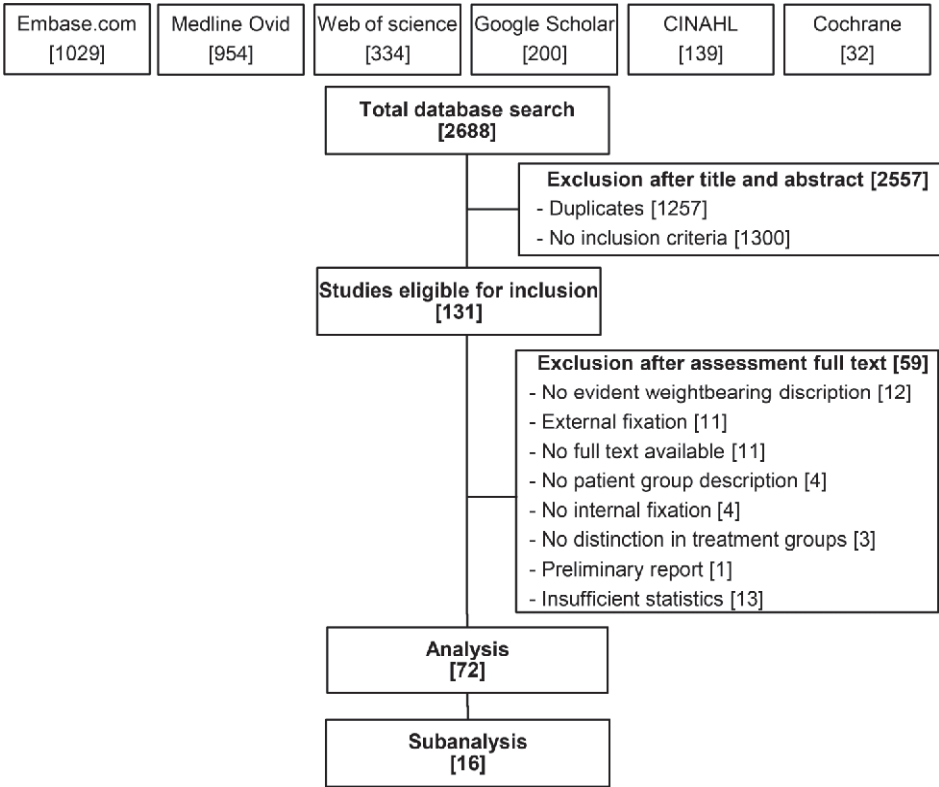 Embase.com
[1029]
Medline Ovid
[954]
Web of science
[334]
Google Scholar
[200]
CINAHL
[139]
Cochrane
[32]
Total database search
[2688]
Exclusion after title and abstract [2557]
- Duplicates [1257]
- No inclusion criteria [1300]
Studies eligible for inclusion
[131]
Exclusion after assessment full text [59]
- No evident weightbearing discription [12]
- External fixation [11]
- No full text available [11]
- No patient group description [4]
- No internal fixation [4]
- No distinction in treatment groups [3]
- Preliminary report [1]
- Insufficient statistics [13]
Analysis
[72]
Subanalysis
[16]